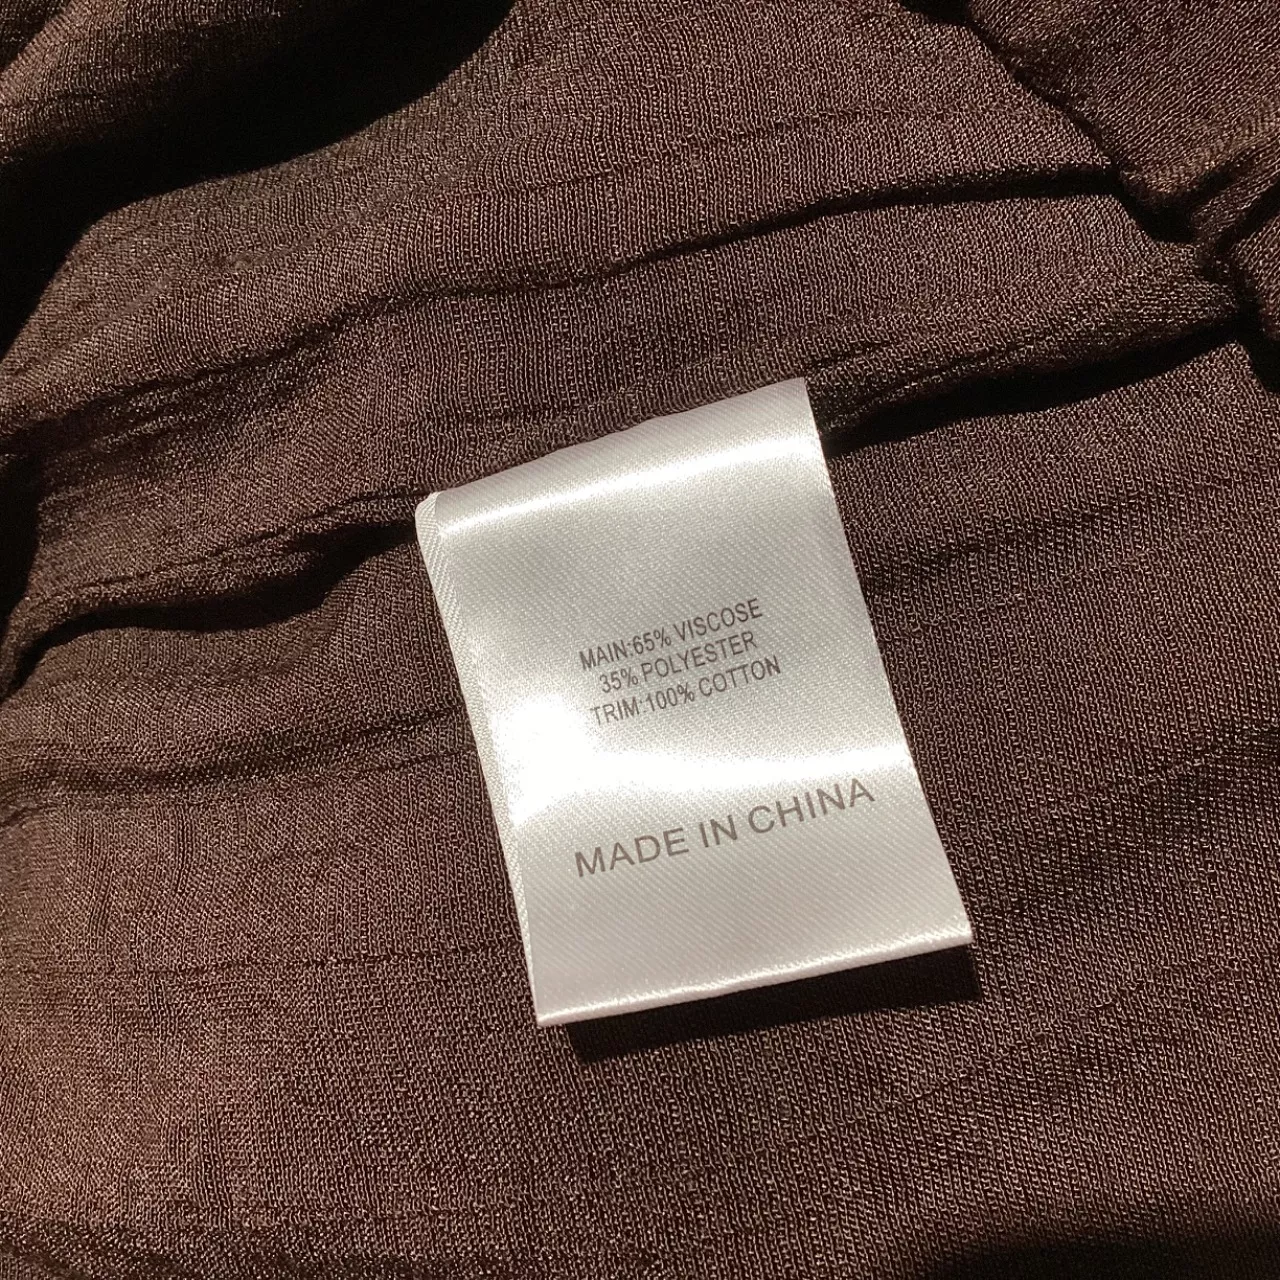 MAIN:65% VISCOSE
35% POLYESTER
TRIM:100% COTTON
MADE IN CHINA